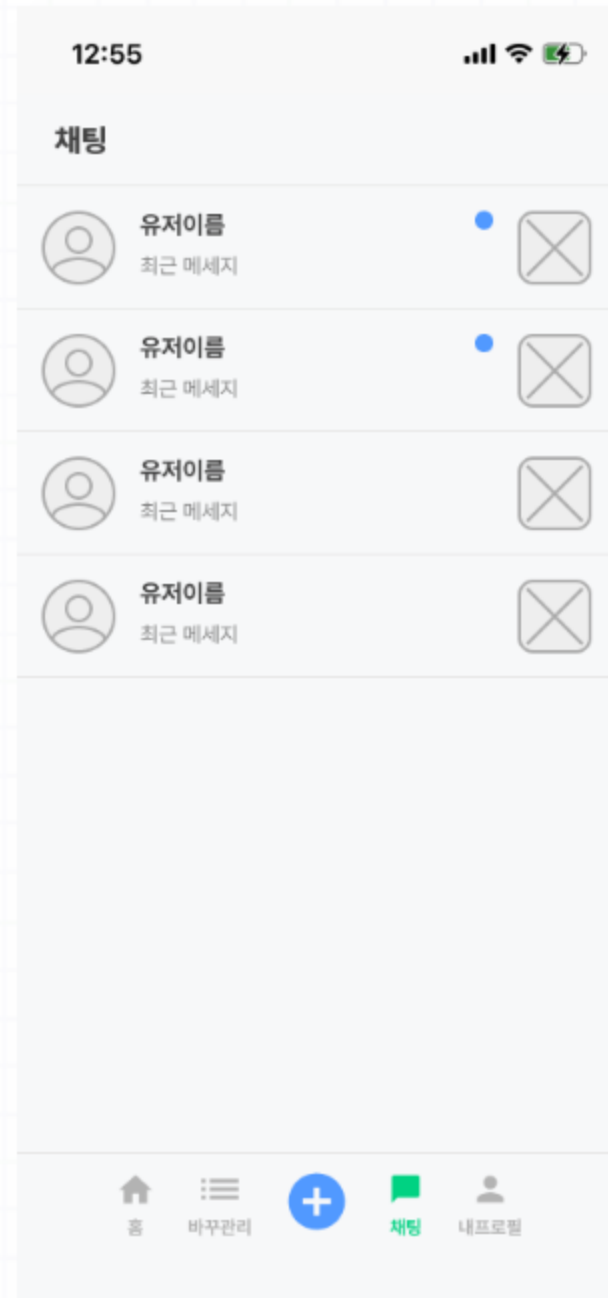 12:55
채팅
유저이름
최근 메세지
유저이름
최근 메세지
유저이름
최근 메세지
유저이름
최근 메세지
홈 바꾸관리 채팅 내프로필